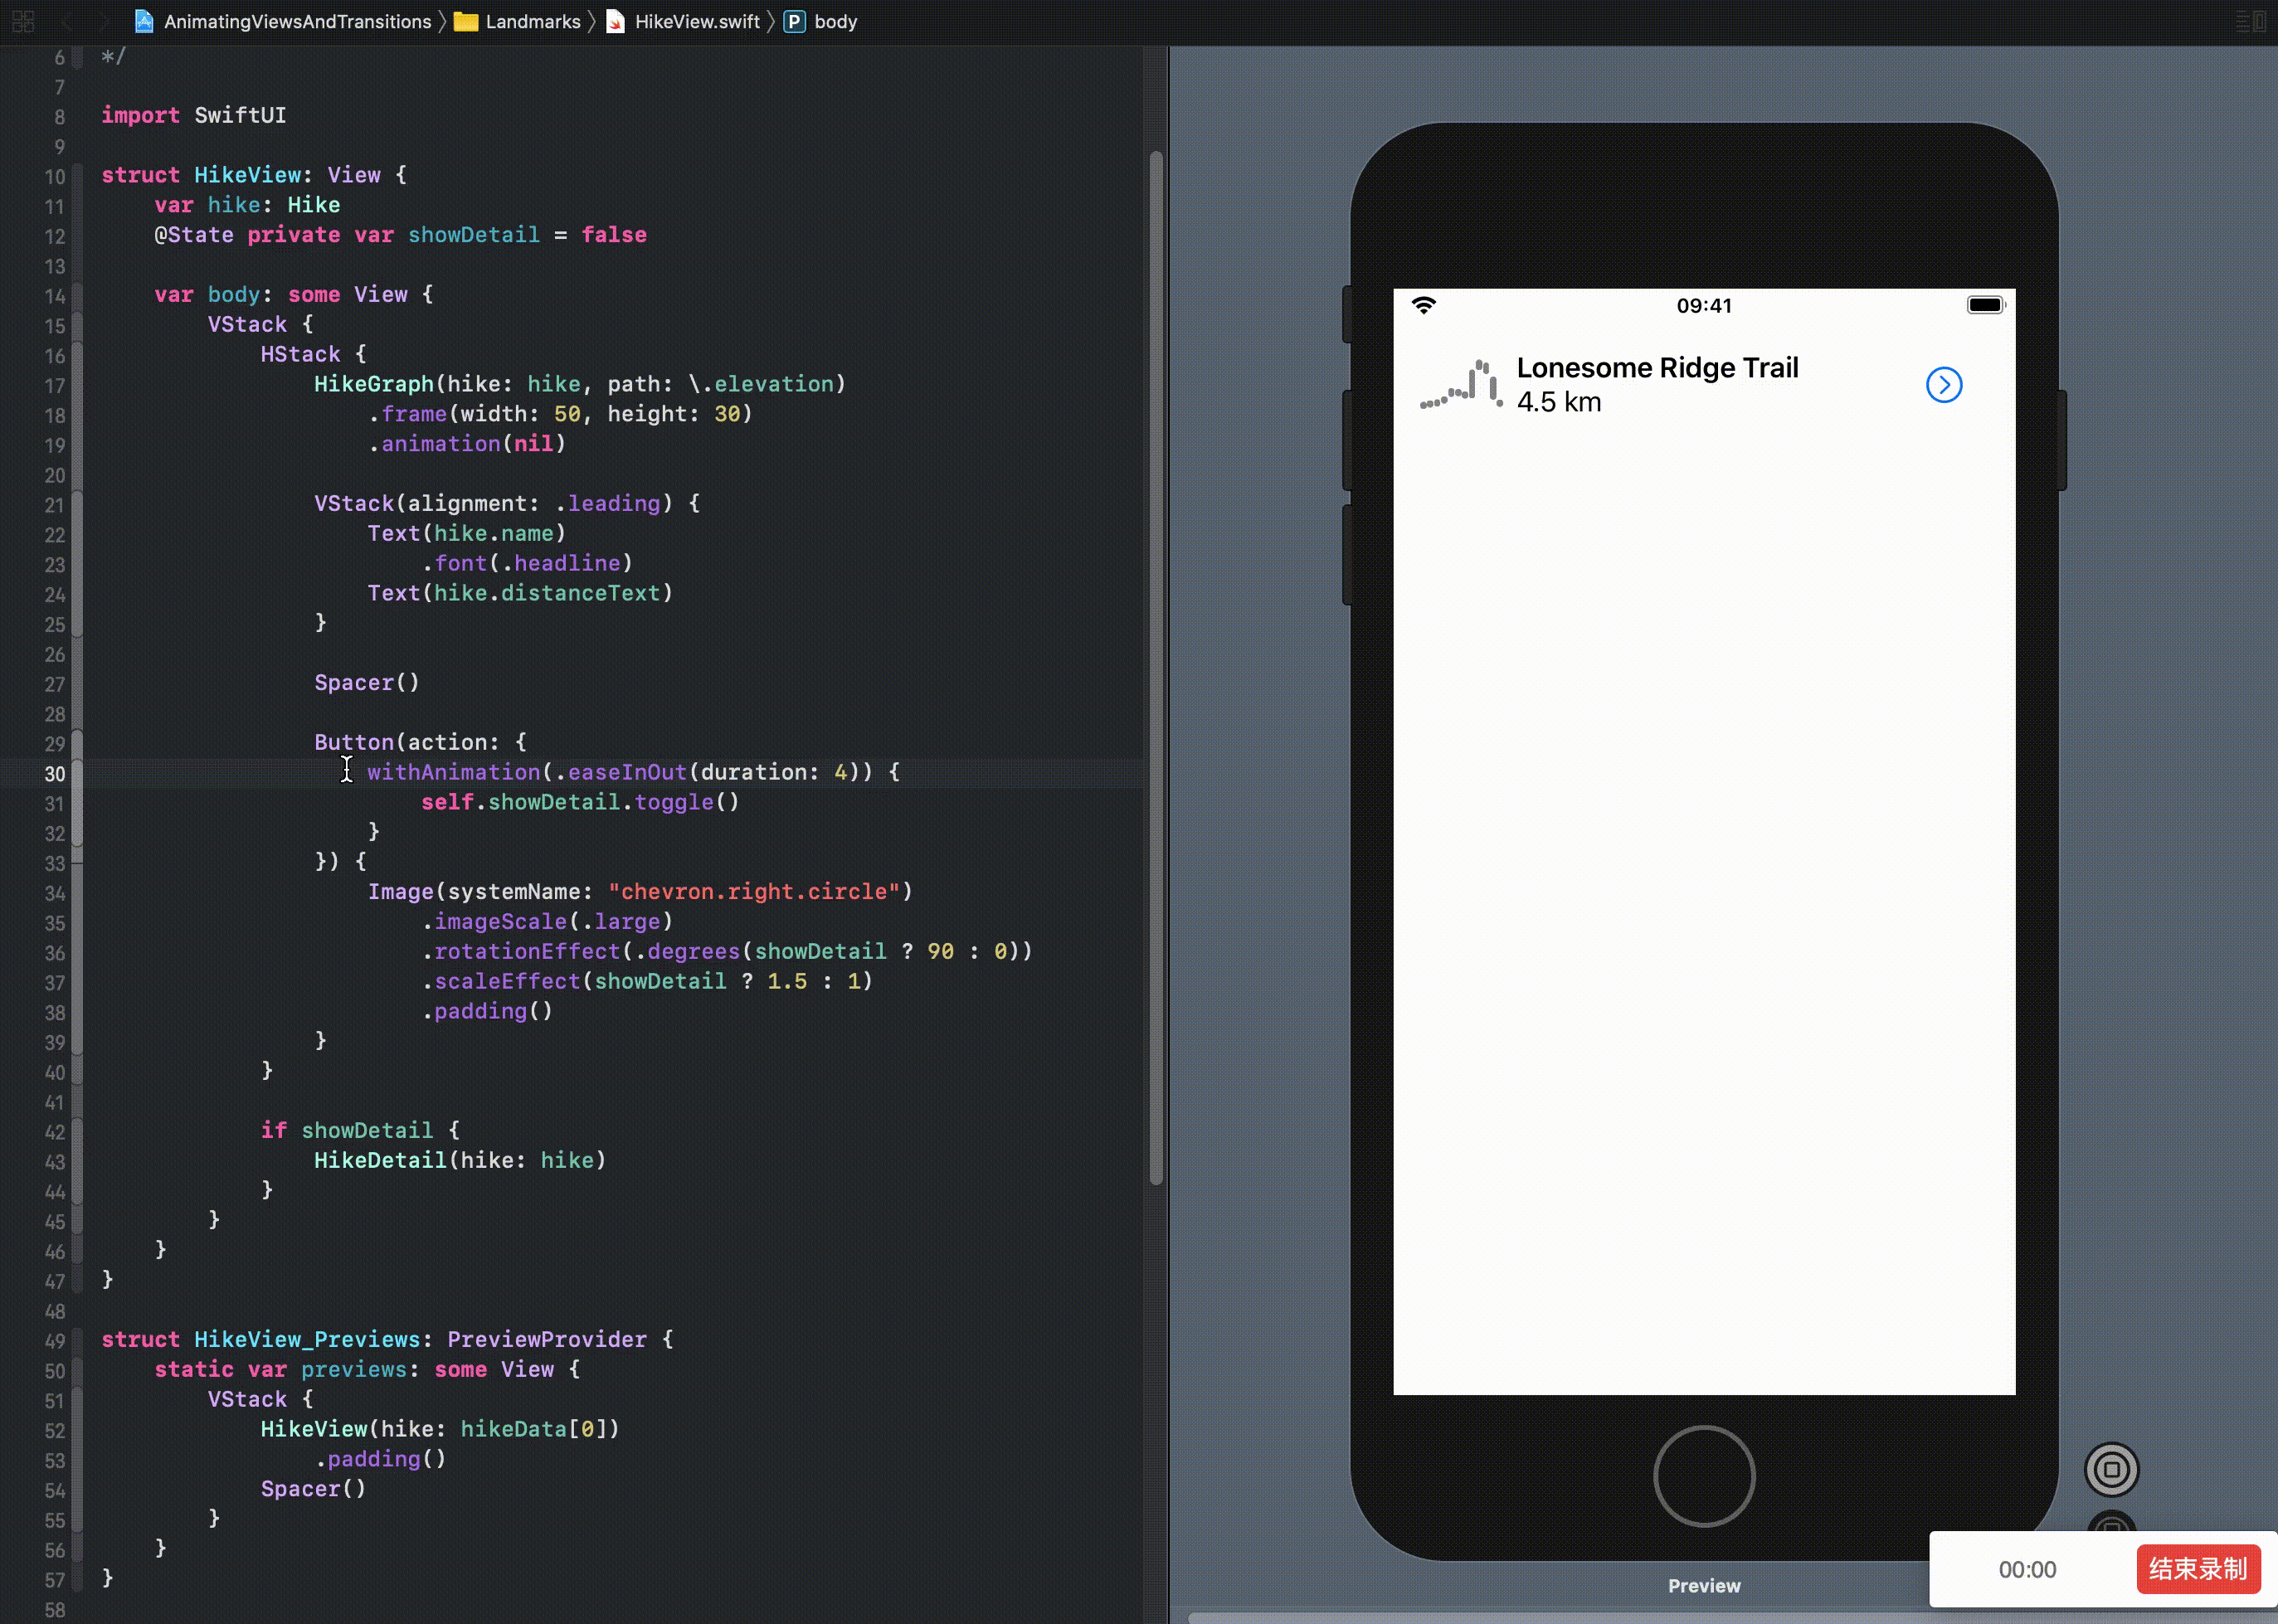 AnimatingViewsAndTransitions 〉 Landmarks 〉 HikeView.swift 〉 P body
6 */
7
8 import SwiftUI
9
10 struct HikeView: View {
11     var hike: Hike
12     @State private var showDetail = false
13
14     var body: some View {
15         VStack {
16             HStack {
17                 HikeGraph(hike: hike, path: \.elevation)
18                     .frame(width: 50, height: 30)
19                     .animation(nil)
20
21                 VStack(alignment: .leading) {
22                     Text(hike.name)
23                         .font(.headline)
24                     Text(hike.distanceText)
25                 }
26
27                 Spacer()
28
29                 Button(action: {
30                     withAnimation(.easeInOut(duration: 4)) {
31                         self.showDetail.toggle()
32                     }
33                 }) {
34                     Image(systemName: "chevron.right.circle")
35                         .imageScale(.large)
36                         .rotationEffect(.degrees(showDetail ? 90 : 0))
37                         .scaleEffect(showDetail ? 1.5 : 1)
38                         .padding()
39                 }
40             }
41
42             if showDetail {
43                 HikeDetail(hike: hike)
44             }
45         }
46     }
47 }
48
49 struct HikeView_Previews: PreviewProvider {
50     static var previews: some View {
51         VStack {
52             HikeView(hike: hikeData[0])
53                 .padding()
54             Spacer()
55         }
56     }
57 }
58
09:41
Lonesome Ridge Trail
4.5 km
Preview
00:00 结束录制